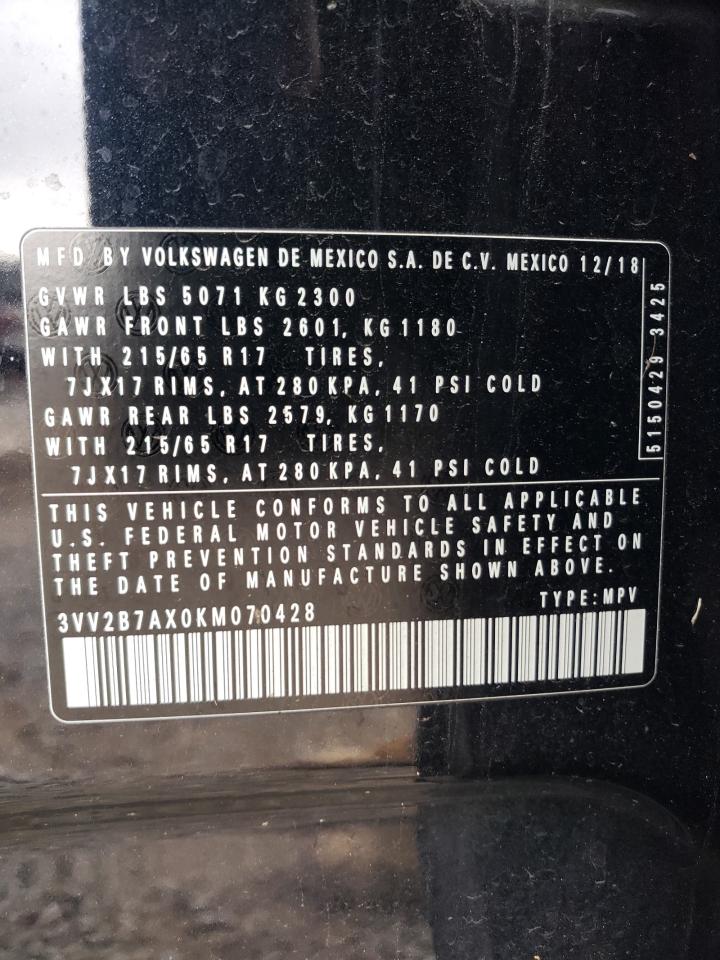 MFD BY VOLKSWAGEN DE MEXICO S.A. DE C.V. MEXICO 12/18
GVWR LBS 5071 KG 2300
GAWR FRONT LBS 2601, KG 1180
WITH 215/65 R17 TIRES,
7JX17 RIMS, AT 280 KPA, 41 PSI COLD
GAWR REAR LBS 2579, KG 1170
WITH 215/65 R17 TIRES,
7JX17 RIMS, AT 280 KPA, 41 PSI COLD
5150429 3425
THIS VEHICLE CONFORMS TO ALL APPLICABLE
U.S. FEDERAL MOTOR VEHICLE SAFETY AND
THEFT PREVENTION STANDARDS IN EFFECT ON
THE DATE OF MANUFACTURE SHOWN ABOVE.
TYPE:MPV
3VV2B7AX0KM070428